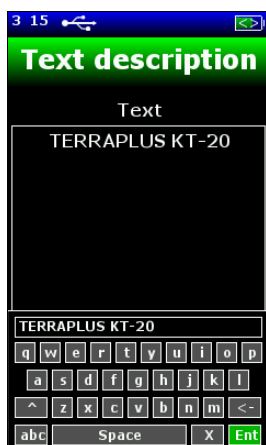 3 15
Text description
Text
TERRAPLUS KT-20
TERRAPLUS KT-20
q w e r t y u i o p
a s d f g h j k l
^ z x c v b n m <-
abc Space X Ent